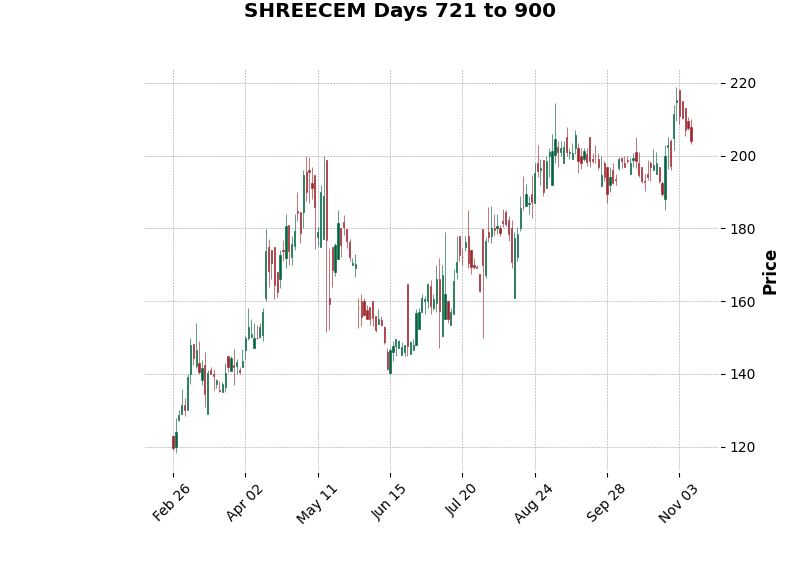 SHREECEM Days 721 to 900
220
200
180
160
140
120
Price
Feb 26
Apr 02
May 11
Jun 15
Jul 20
Aug 24
Sep 28
Nov 03